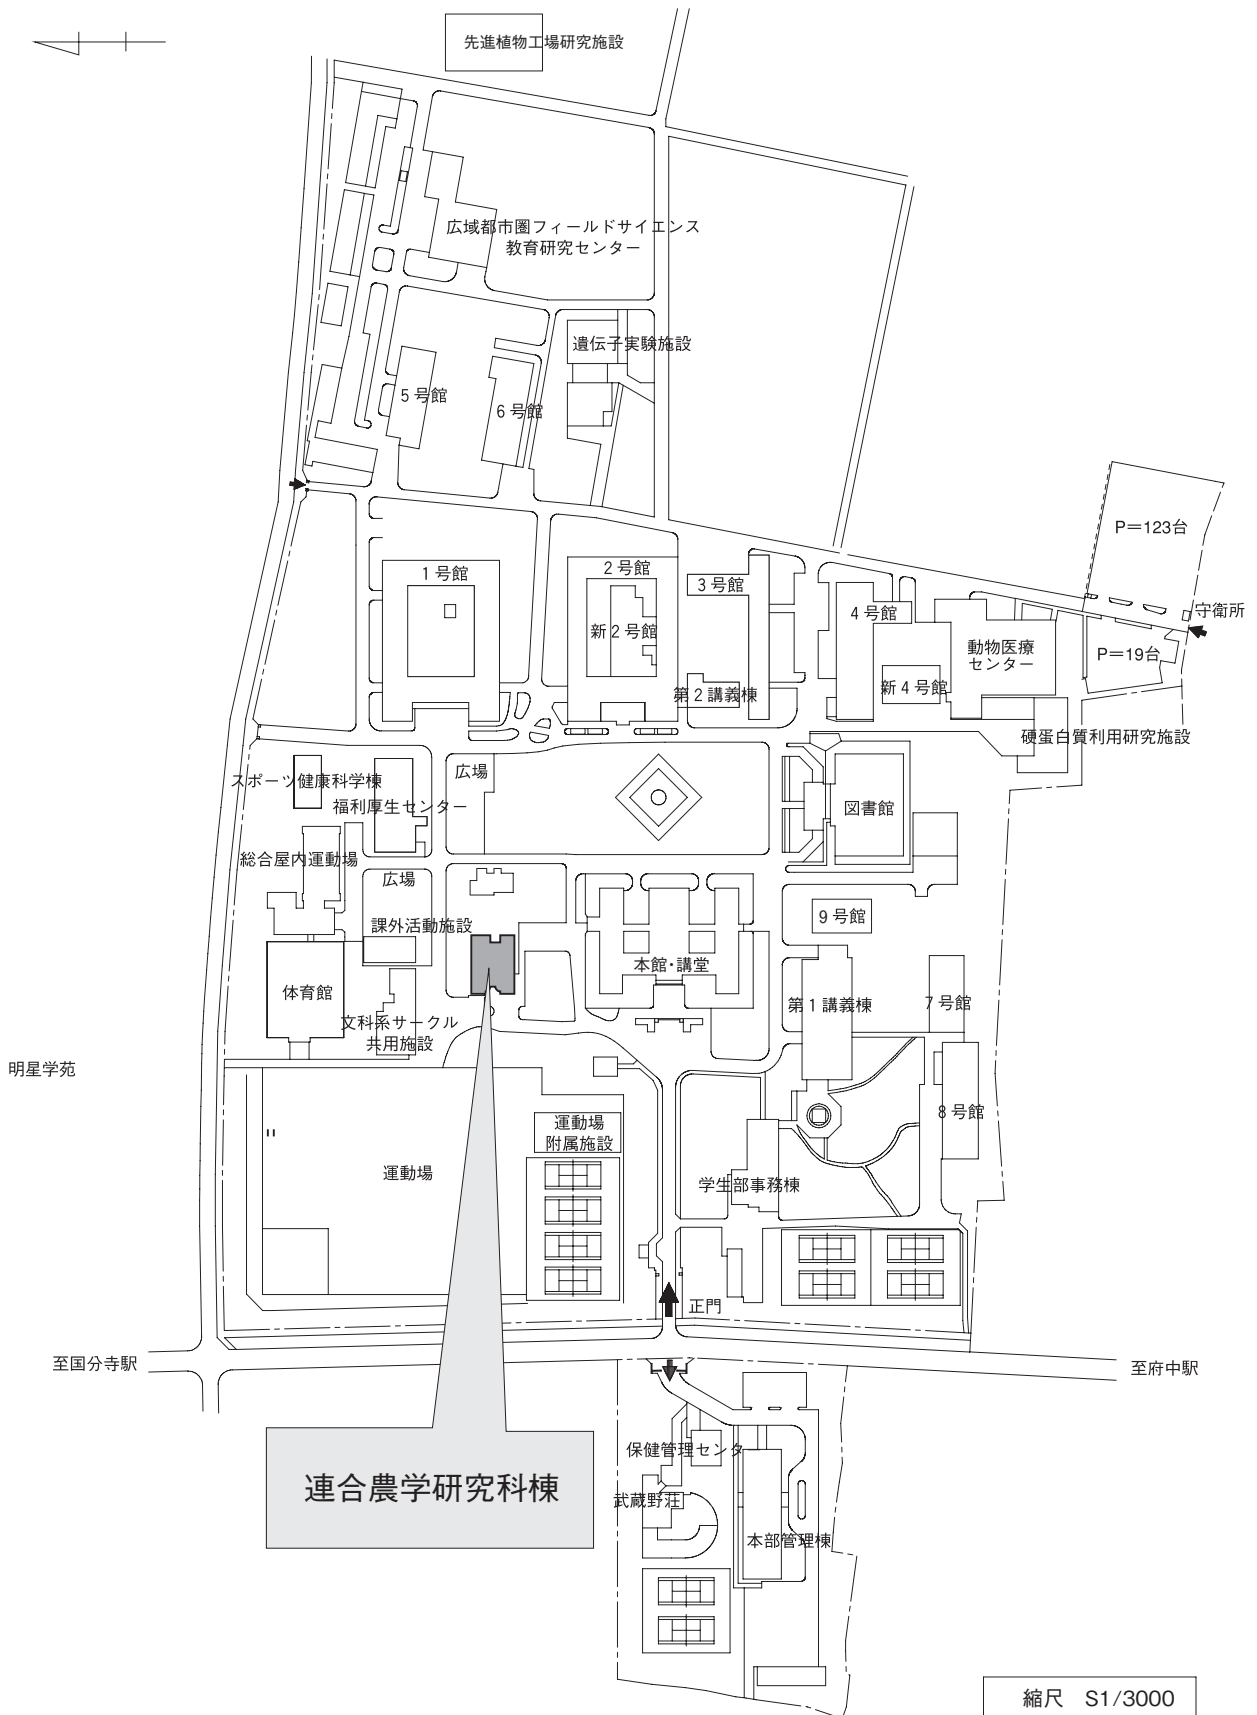 先進植物工場研究施設
広域都市圏フィールドサイエンス
教育研究センター
遺伝子実験施設
5号館
6号館
P＝123台
1号館
2号館
3号館
4号館
守衛所
新2号館
動物医療
センター
P＝19台
第2講義棟
新4号館
硬蛋白質利用研究施設
スポーツ健康科学棟
広場
福利厚生センター
図書館
総合屋内運動場
広場
9号館
課外活動施設
本館・講堂
体育館
第1講義棟
7号館
文科系サークル
共用施設
明星学苑
8号館
運動場
附属施設
運動場
学生部事務棟
正門
至国分寺駅
至府中駅
保健管理センタ
連合農学研究科棟
武蔵野荘
本部管理棟
縮尺　S1/3000